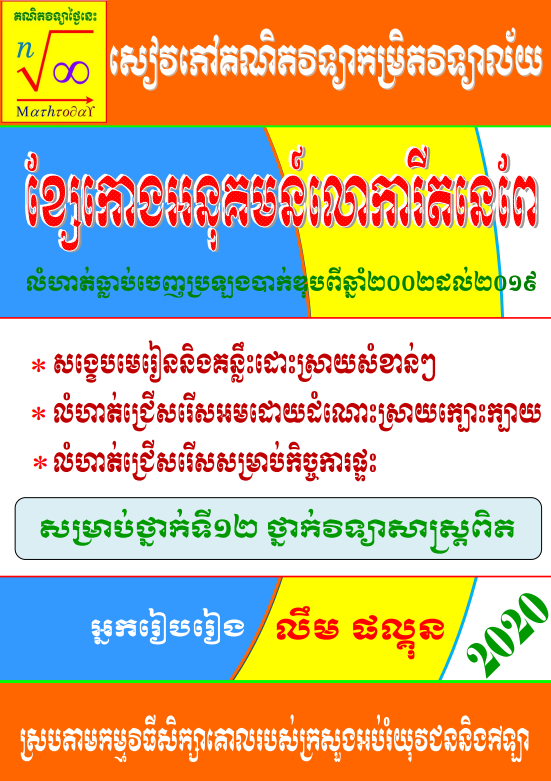 គណិតវិទ្យាថ្ងៃនេះ
n√∞
Mαthtoday
សៀវភៅគណិតវិទ្យាកម្រិតវិទ្យាល័យ
ខ្សែកោងអនុគមន៍លោការីតនេពែ
លំហាត់ធ្លាប់ចេញប្រឡងបាក់ឌុបពីឆ្នាំ២០០២ដល់២០១៩
* សង្ខេបមេរៀននិងគន្លឹះដោះស្រាយសំខាន់ៗ
* លំហាត់ជ្រើសរើសអមដោយដំណោះស្រាយក្បោះក្បាយ
* លំហាត់ជ្រើសរើសសម្រាប់កិច្ចការផ្ទះ
សម្រាប់ថ្នាក់ទី១២ ថ្នាក់វិទ្យាសាស្ត្រពិត
អ្នករៀបរៀង លឹម ផល្គុន
2020
ស្របតាមកម្មវិធីសិក្សាគោលរបស់ក្រសួងអប់រំយុវជននិងកីឡា